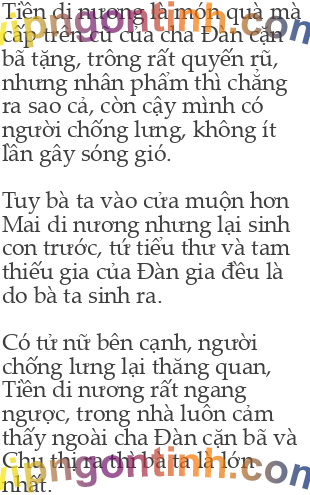 Tiền di nương là món quà mà
cấp trên cũ của cha Đàn cặn
bã tặng, trông rất quyến rũ,
nhưng nhân phẩm thì chẳng
ra sao cả, còn cậy mình có
người chống lưng, không ít
lần gây sóng gió.

Tuy bà ta vào cửa muộn hơn
Mai di nương nhưng lại sinh
con trước, tứ tiểu thư và tam
thiếu gia của Đàn gia đều là
do bà ta sinh ra.

Có tử nữ bên cạnh, người
chống lưng lại thăng quan,
Tiền di nương rất ngang
ngược, trong nhà luôn cảm
thấy ngoài cha Đàn cặn bã và
Chu thị ra thì bà ta là lớn
nhất.